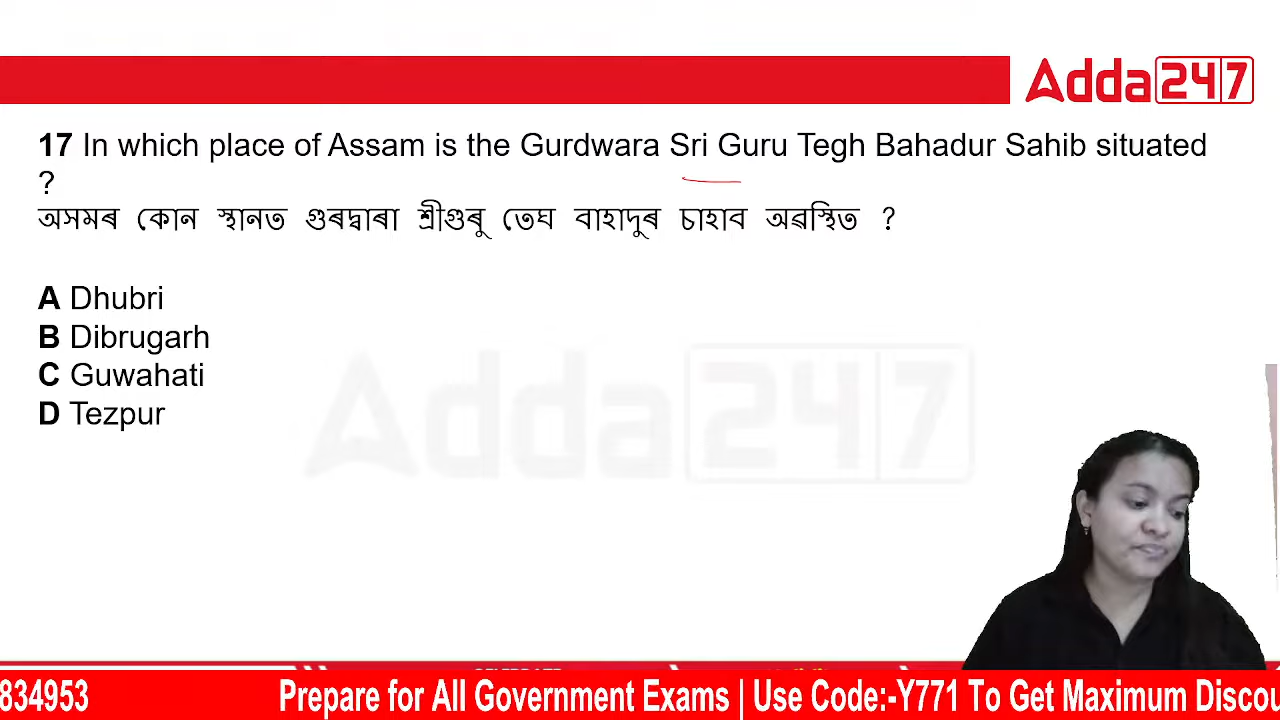 Adda247
17 In which place of Assam is the Gurdwara Sri Guru Tegh Bahadur Sahib situated
?
অসমৰ কোন স্থানত গুৰদ্বাৰা শ্ৰীগুৰু তেঘ বাহাদুৰ চাহাব অৱস্থিত ?
A Dhubri
B Dibrugarh
C Guwahati
D Tezpur
Adda247
834953 Prepare for All Government Exams | Use Code:-Y771 To Get Maximum Discou